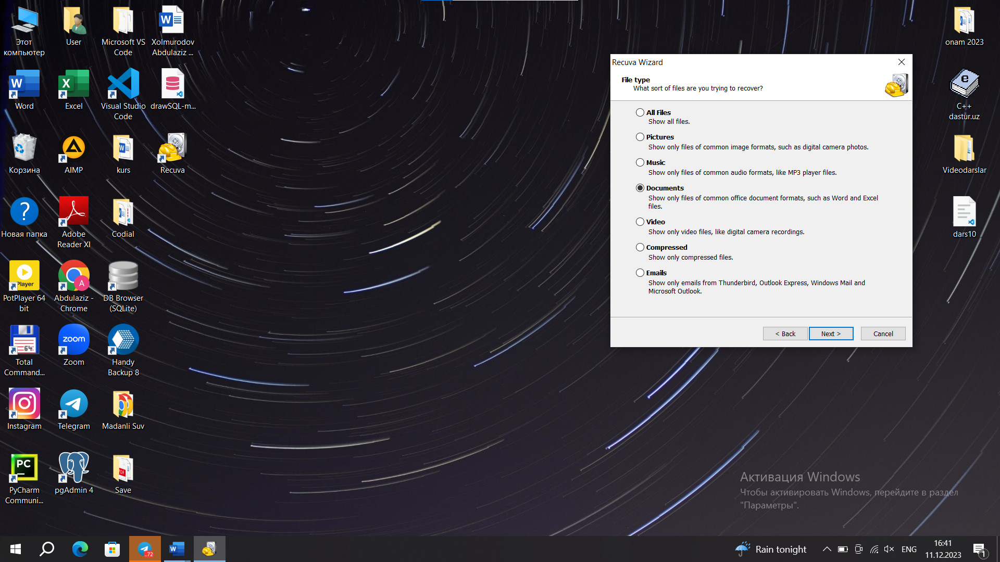 Этот
компьютер
User
Microsoft VS
Code
Xolmurodov
Abdulaziz ...
Word
Excel
Visual Studio
Code
drawSQL-m...
Корзина
AIMP
kurs
Recuva
Новая папка
Adobe
Reader XI
Codial
Player
PotPlayer 64
bit
A
Abdulaziz -
Chrome
DB Browser
(SQLite)
64
Total
Command...
zoom
Zoom
Handy
Backup 8
Instagram
Telegram
Madanli Suv
PC
PyCharm
Communi...
pgAdmin 4
PDF
Save
onam 2023
e
C++
dastur.uz
Videodarslar
dars10
Recuva Wizard
File type
What sort of files are you trying to recover?
All Files
Show all files.
Pictures
Show only files of common image formats, such as digital camera photos.
Music
Show only files of common audio formats, like MP3 player files.
Documents
Show only files of common office document formats, such as Word and Excel
files.
Video
Show only video files, like digital camera recordings.
Compressed
Show only compressed files.
Emails
Show only emails from Thunderbird, Outlook Express, Windows Mail and
Microsoft Outlook.
< Back
Next >
Cancel
Активация Windows
Чтобы активировать Windows, перейдите в раздел
"Параметры".
..72
W
Rain tonight
ENG
16:41
11.12.2023
1